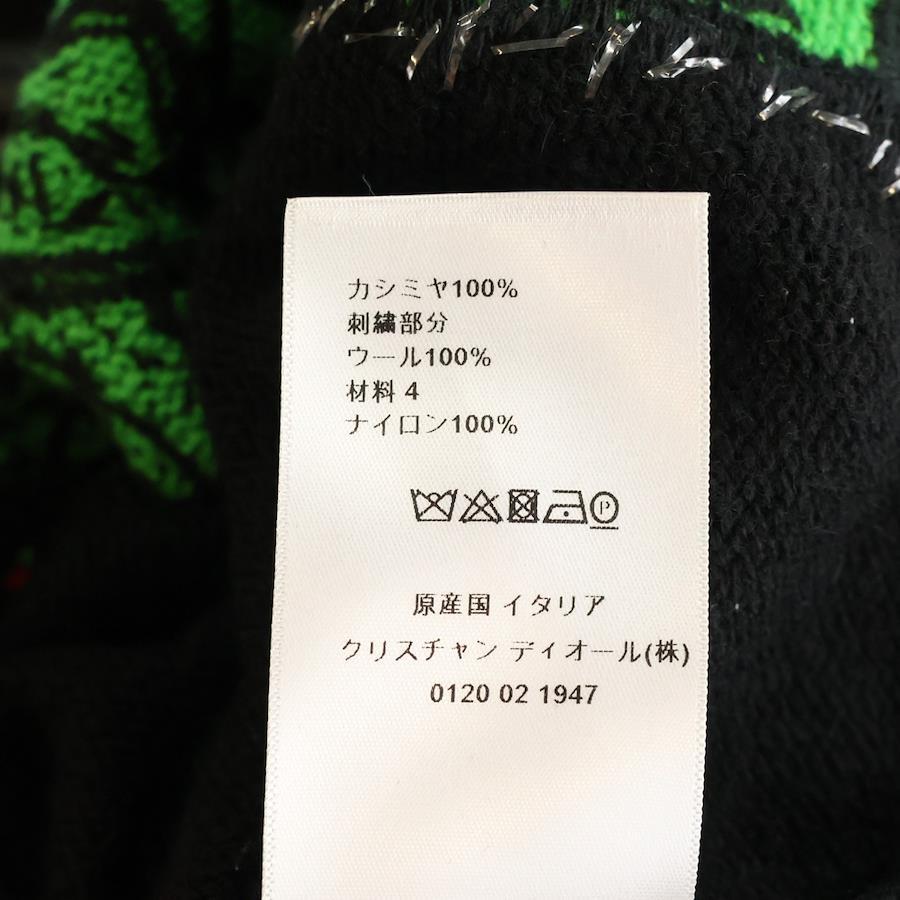 カシミヤ100%
刺繍部分
ウール100%
材料 4
ナイロン100%
P
原産国 イタリア
クリスチャン ディオール(株)
0120 02 1947